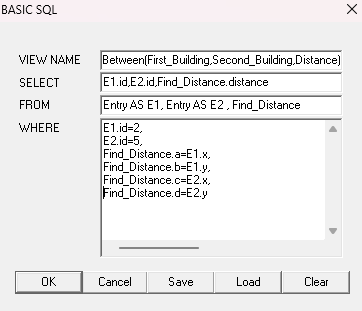 BASIC SQL
VIEW NAME
Between(First_Building,Second_Building,Distance)
SELECT
E1.id,E2.id,Find_Distance.distance
FROM
Entry AS E1, Entry AS E2 , Find_Distance
WHERE
E1.id=2,
E2.id=5,
Find_Distance.a=E1.x,
Find_Distance.b=E1.y,
Find_Distance.c=E2.x,
Find_Distance.d=E2.y
OK Cancel Save Load Clear